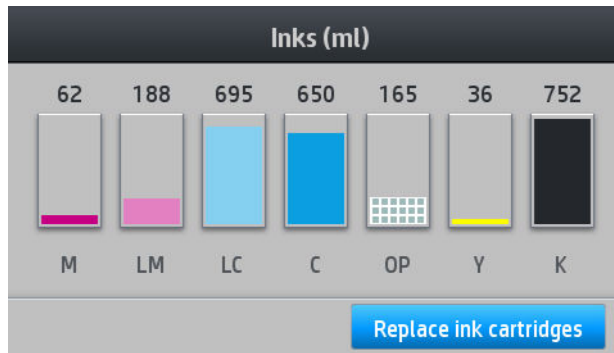 Inks (ml)
62 188 695 650 165 36 752
M LM LC C OP Y K
Replace ink cartridges